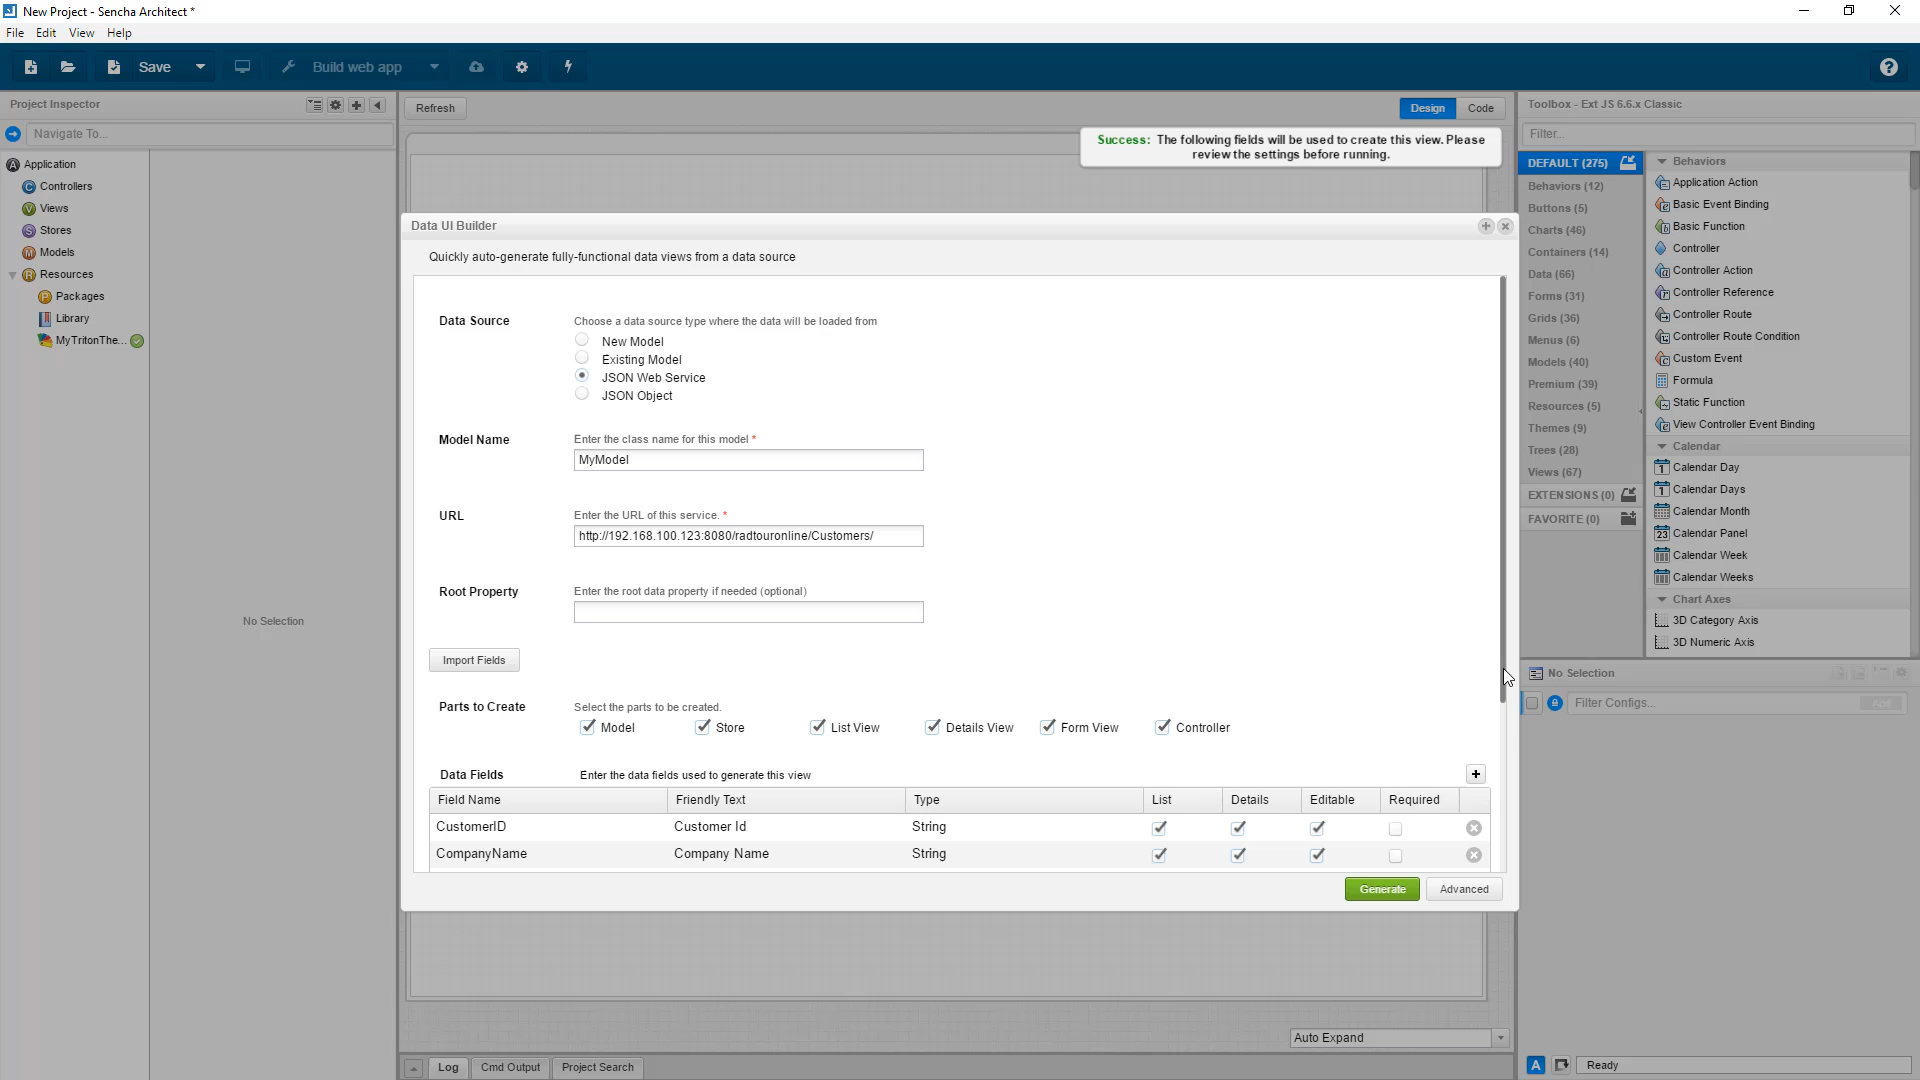 New Project - Sencha Architect *
File Edit View Help
Save Build web app
Project Inspector
Navigate To...
Application
Controllers
Views
Stores
Models
Resources
Packages
Library
MyTritonThe...
No Selection
Refresh
Design Code
Success: The following fields will be used to create this view. Please
review the settings before running.
Data UI Builder
Quickly auto-generate fully-functional data views from a data source
Data Source Choose a data source type where the data will be loaded from
New Model
Existing Model
JSON Web Service
JSON Object
Model Name Enter the class name for this model *
MyModel
URL Enter the URL of this service. *
http://192.168.100.123:8080/radtouronline/Customers/
Root Property Enter the root data property if needed (optional)
Import Fields
Parts to Create Select the parts to be created.
Model Store List View Details View Form View Controller
Data Fields Enter the data fields used to generate this view
Field Name Friendly Text Type List Details Editable Required
CustomerID Customer Id String
CompanyName Company Name String
Generate Advanced
Auto Expand
Log Cmd Output Project Search
Toolbox - Ext JS 6.6.x Classic
Filter...
DEFAULT (275)
Behaviors (12)
Buttons (5)
Charts (46)
Containers (14)
Data (66)
Forms (31)
Grids (36)
Menus (6)
Models (40)
Premium (39)
Resources (5)
Themes (9)
Trees (28)
Views (67)
EXTENSIONS (0)
FAVORITE (0)
Behaviors
Application Action
Basic Event Binding
Basic Function
Controller
Controller Action
Controller Reference
Controller Route
Controller Route Condition
Custom Event
Formula
Static Function
View Controller Event Binding
Calendar
Calendar Day
Calendar Days
Calendar Month
Calendar Panel
Calendar Week
Calendar Weeks
Chart Axes
3D Category Axis
3D Numeric Axis
No Selection
Filter Configs... Add
Ready